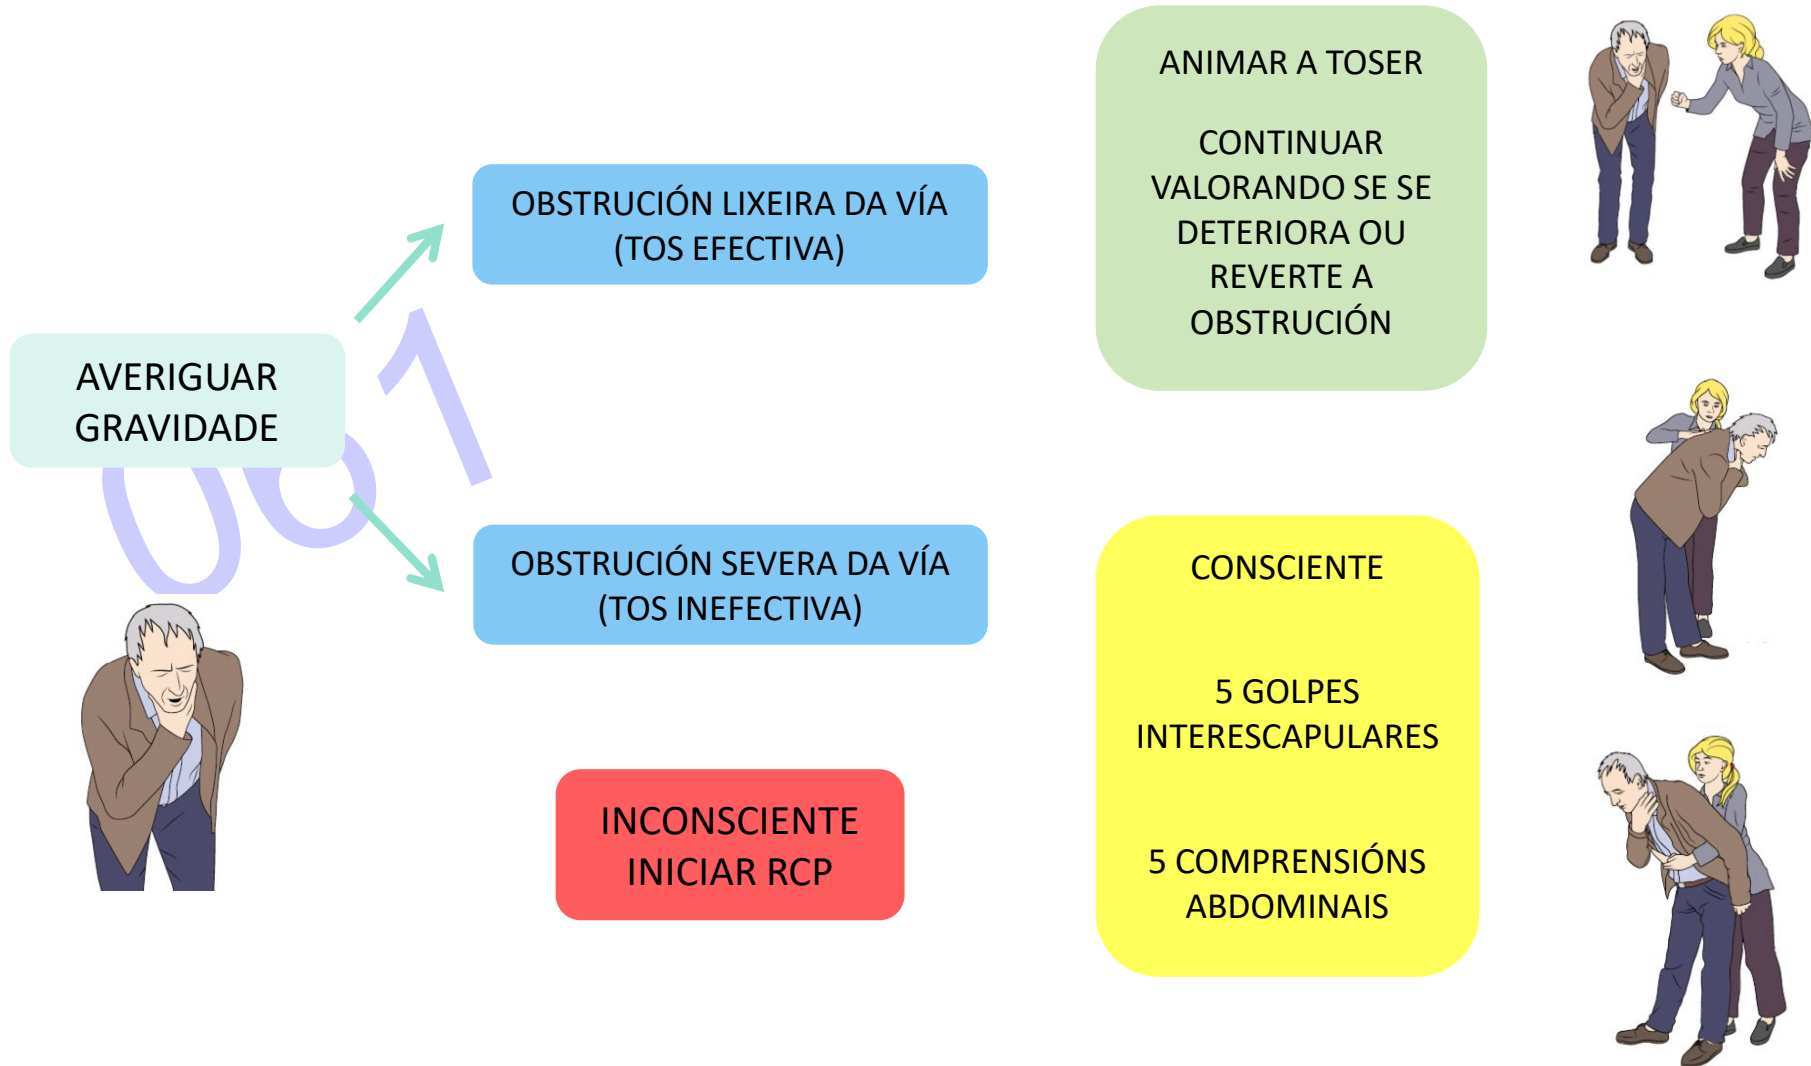 AVERIGUAR
GRAVIDADE
061
OBSTRUCIÓN LIXEIRA DA VÍA
(TOS EFECTIVA)
ANIMAR A TOSER
CONTINUAR
VALORANDO SE SE
DETERIORA OU
REVERTE A
OBSTRUCIÓN
OBSTRUCIÓN SEVERA DA VÍA
(TOS INEFECTIVA)
CONSCIENTE
5 GOLPES
INTERESCAPULARES
5 COMPRENSIÓNS
ABDOMINAIS
INCONSCIENTE
INICIAR RCP